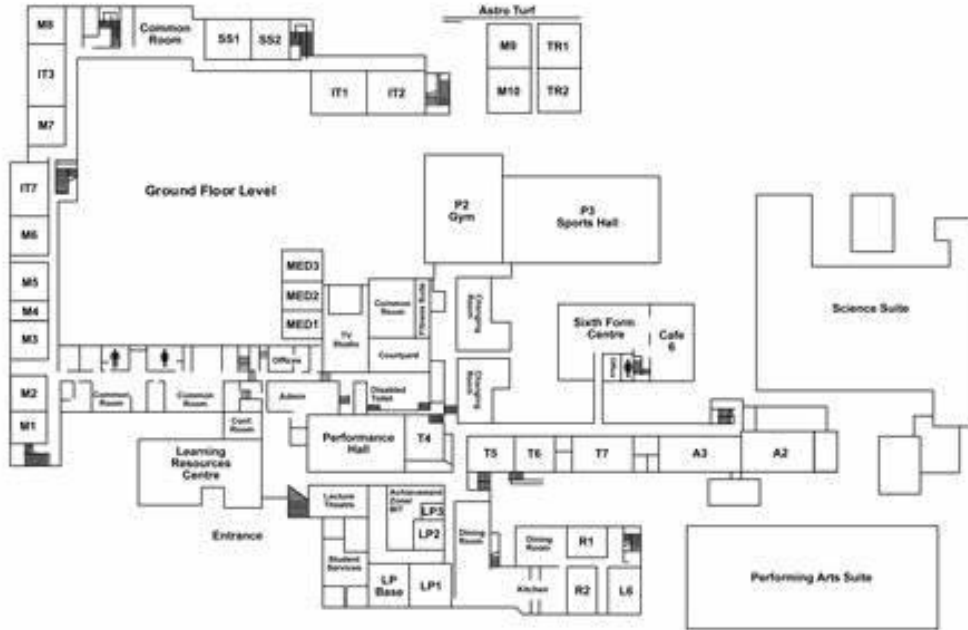 Astro Turf
M8
Common
Room
SS1
SS2
M9
TR1
IT3
IT1
IT2
M10
TR2
M7
IT7
Ground Floor Level
P2
Gym
P3
Sports Hall
M6
MED3
M5
MED2
Common
Room
Fitness Suite
Changing
Room
Science Suite
M4
MED1
Sixth Form
Centre
Cafe
6
M3
TV
Studio
Courtyard
Offices
Office
M2
Common
Room
Common
Room
Admin
Disabled
Toilet
Changing
Room
M1
Conf. Room
Performance
Hall
T4
T5
T6
T7
A3
A2
Learning
Resources
Centre
Lecture
Theatre
Achievement
Zone/
LP3
LP2
Entrance
Dining
Room
Dining
Room
R1
Student
Services
LP
Base
LP1
Kitchen
R2
L6
Performing Arts Suite